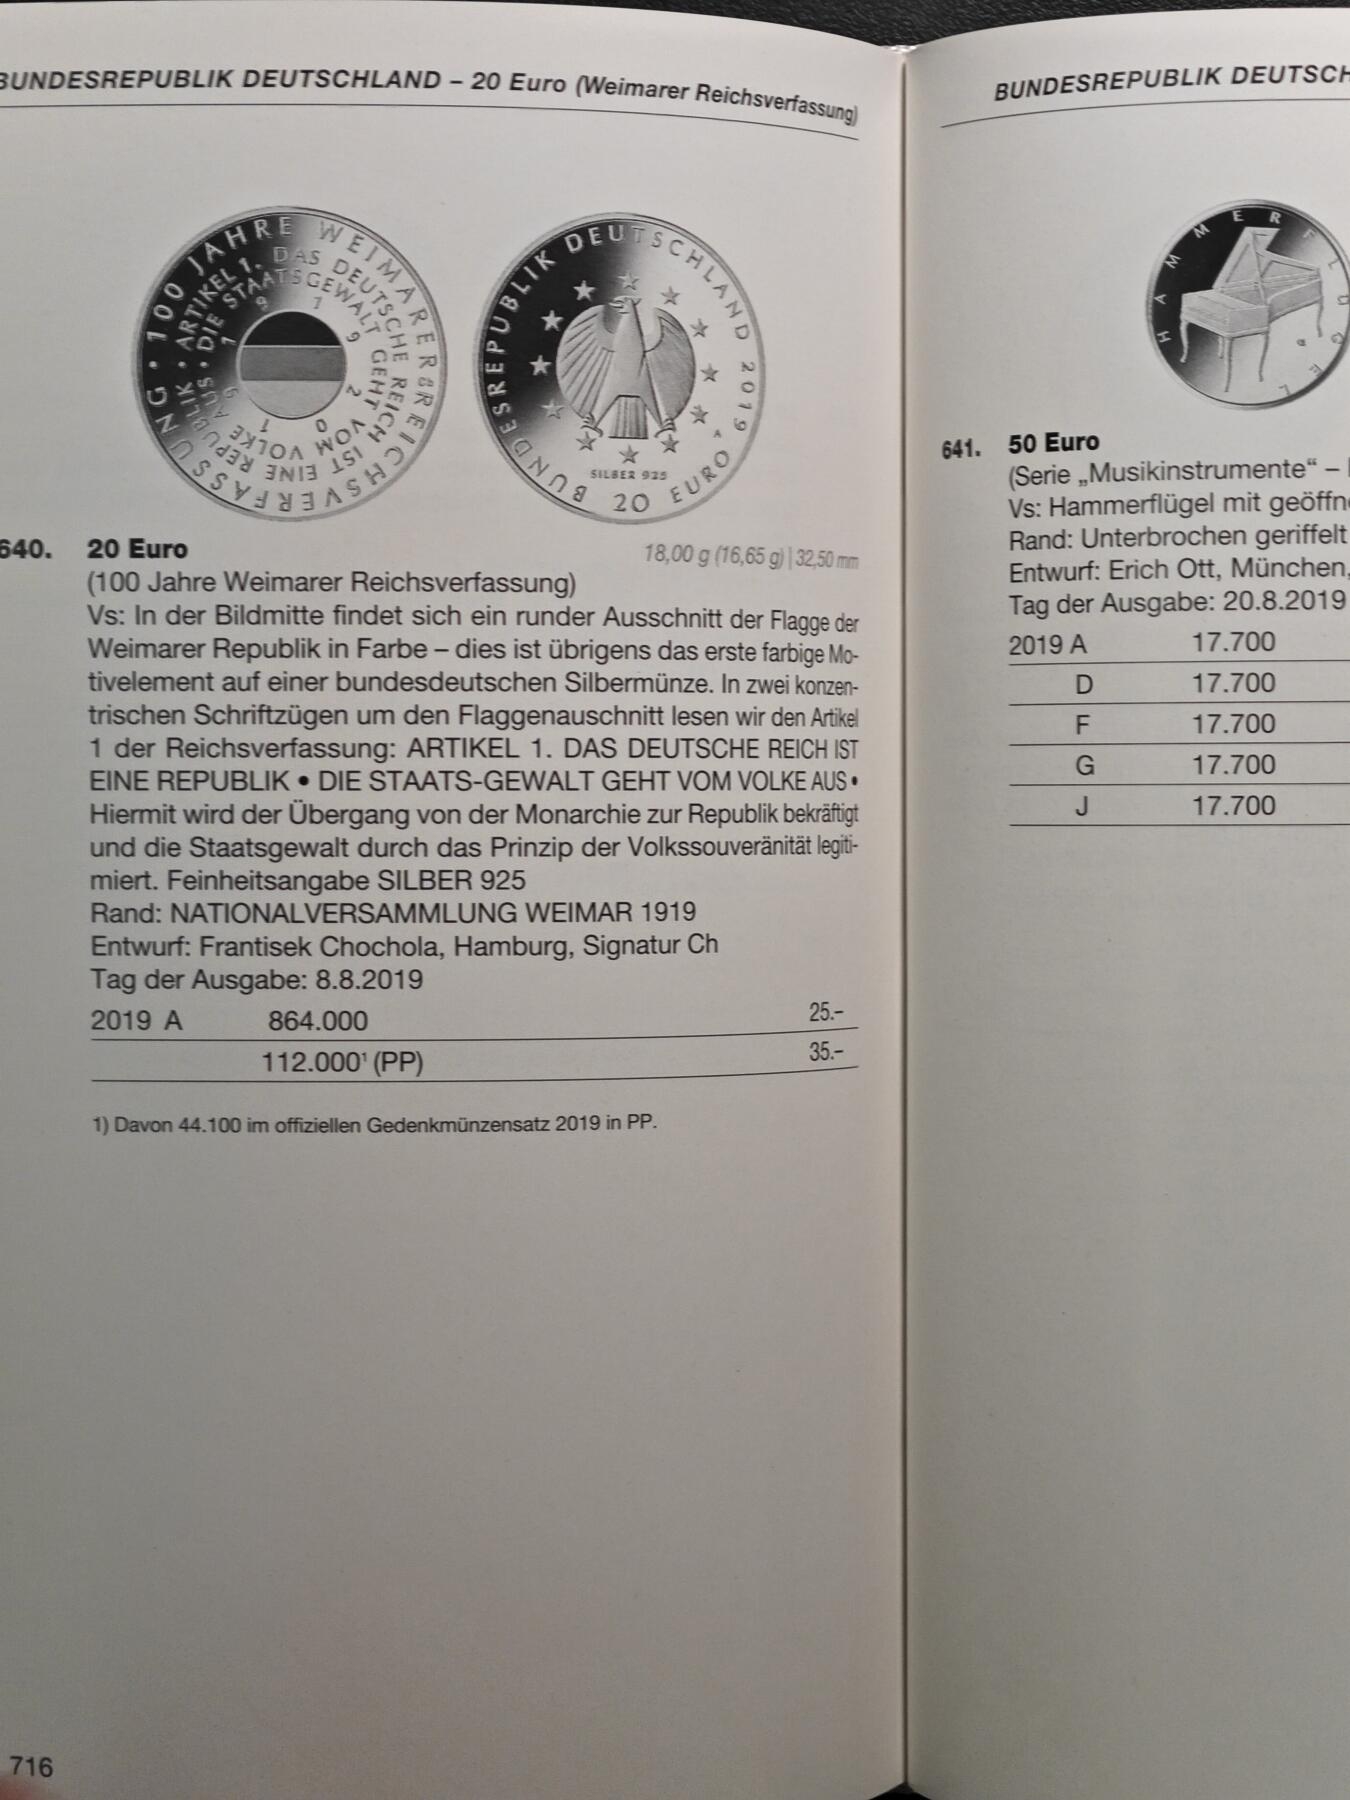 BUNDESREPUBLIK DEUTSCHLAND – 20 Euro (Weimarer Reichsverfassung)
100 JAHRE WEIMARER REICHSVERFASSUNG •
ARTIKEL 1. DAS DEUTSCHE REICH IST EINE REPUBLIK •
DIE STAATSGEWALT GEHT VOM VOLKE AUS •
1919 2019
BUNDESREPUBLIK DEUTSCHLAND 2019
A
SILBER 925
20 EURO
640. 20 Euro 18,00 g (16,65 g) | 32,50 mm
(100 Jahre Weimarer Reichsverfassung)
Vs: In der Bildmitte findet sich ein runder Ausschnitt der Flagge der
Weimarer Republik in Farbe – dies ist übrigens das erste farbige Mo-
tivelement auf einer bundesdeutschen Silbermünze. In zwei konzen-
trischen Schriftzügen um den Flaggenauschnitt lesen wir den Artikel
1 der Reichsverfassung: ARTIKEL 1. DAS DEUTSCHE REICH IST
EINE REPUBLIK • DIE STAATS-GEWALT GEHT VOM VOLKE AUS •
Hiermit wird der Übergang von der Monarchie zur Republik bekräftigt
und die Staatsgewalt durch das Prinzip der Volkssouveränität legiti-
miert. Feinheitsangabe SILBER 925
Rand: NATIONALVERSAMMLUNG WEIMAR 1919
Entwurf: Frantisek Chochola, Hamburg, Signatur Ch
Tag der Ausgabe: 8.8.2019
2019 A 864.000 25.–
112.000¹ (PP) 35.–
1) Davon 44.100 im offiziellen Gedenkmünzensatz 2019 in PP.
716
BUNDESREPUBLIK DEUTSCH
HAMMERFLÜGEL
641. 50 Euro
(Serie „Musikinstrumente“ –
Vs: Hammerflügel mit geöffn
Rand: Unterbrochen geriffelt
Entwurf: Erich Ott, München,
Tag der Ausgabe: 20.8.2019
2019 A 17.700
D 17.700
F 17.700
G 17.700
J 17.700